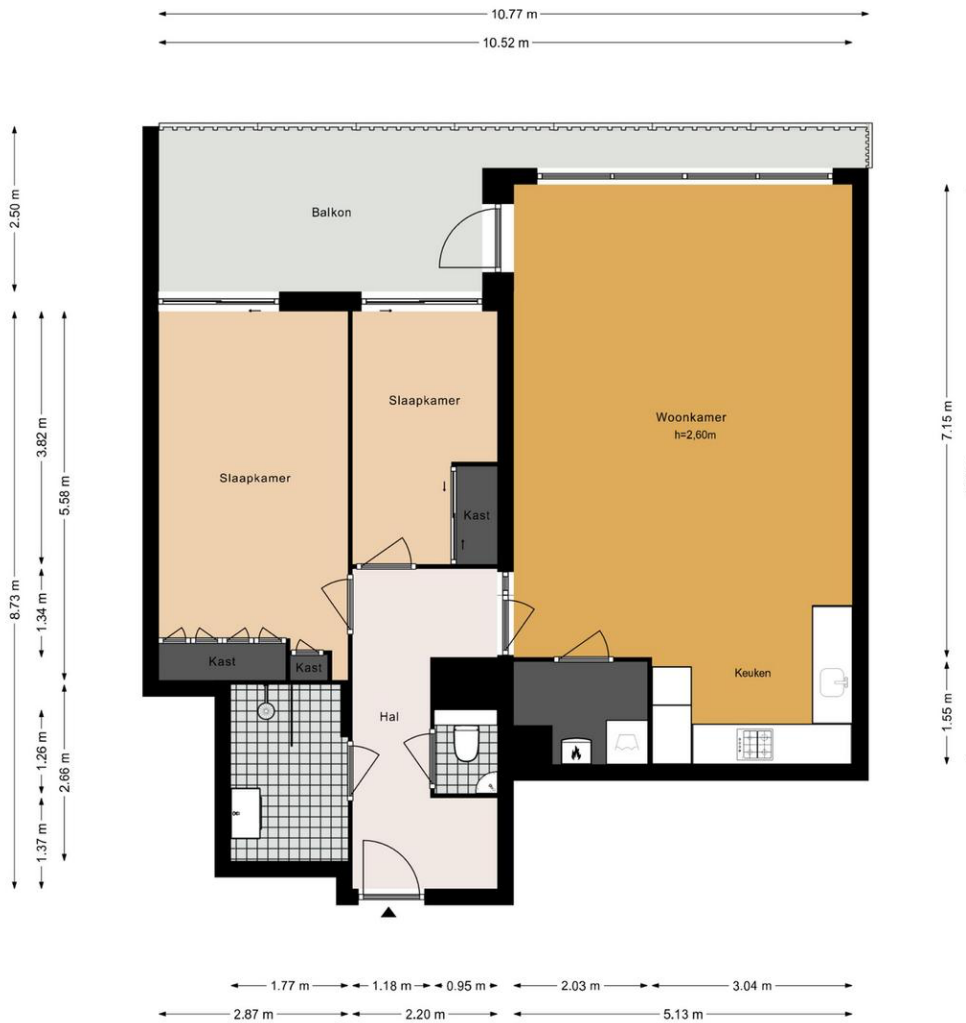 10.77 m
10.52 m
2.50 m
Balkon
3.82 m
5.58 m
8.73 m
1.34 m
1.26 m
2.66 m
1.37 m
7.15 m
1.55 m
Slaapkamer
Slaapkamer
Kast
Woonkamer
h=2,60m
Kast
Kast
Hal
Keuken
1.77 m
1.18 m
0.95 m
2.03 m
3.04 m
2.87 m
2.20 m
5.13 m